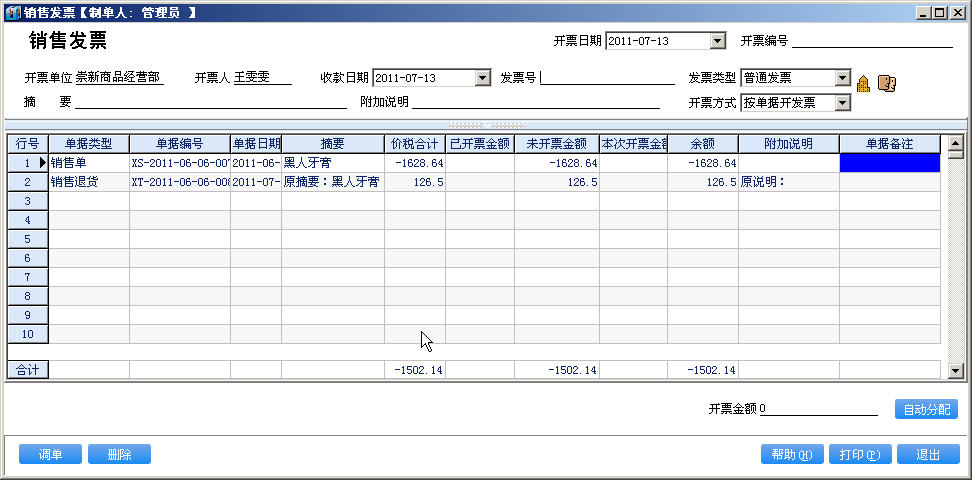 销售发票【制单人: 管理员 】
销售发票
开票日期 2011-07-13 开票编号
开票单位 崇新商品经营部 开票人 王雯雯 收款日期 2011-07-13 发票号 发票类型 普通发票
摘 要 附加说明 开票方式 按单据开发票
行号 单据类型 单据编号 单据日期 摘要 价税合计 已开票金额 未开票金额 本次开票金额 余额 附加说明 单据备注
1 销售单 XS-2011-06-06-007 2011-06- 黑人牙膏 -1628.64 -1628.64 -1628.64
2 销售退货 XT-2011-06-06-008 2011-07- 原摘要：黑人牙膏 126.5 126.5 126.5 原说明：
3
4
5
6
7
8
9
10
合计 -1502.14 -1502.14 -1502.14
开票金额 0 自动分配
调单 删除 帮助(H) 打印(P) 退出